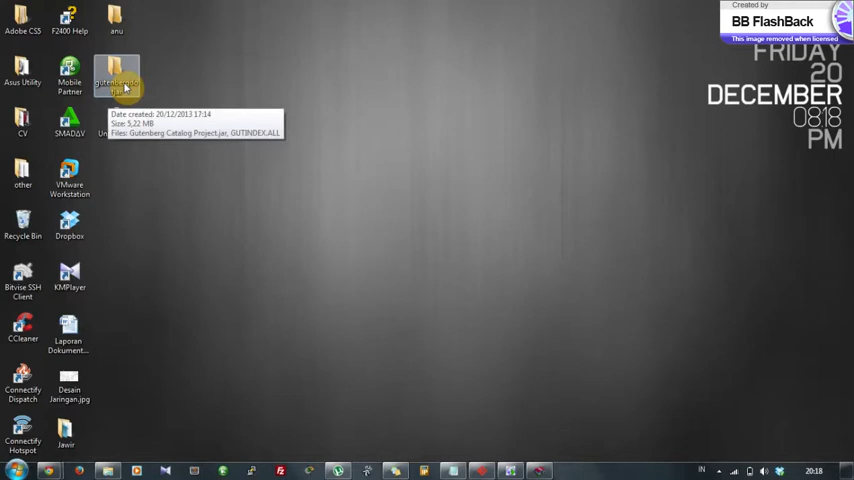 Adobe CS5
F2400 Help
anu
Asus Utility
Mobile
Partner
CV
SMADΔV
other
VMware
Workstation
Recycle Bin
Dropbox
Bitvise SSH
Client
KMPlayer
CCleaner
Laporan
Dokument...
Connectify
Dispatch
Desain
Jaringan.jpg
Connectify
Hotspot
Jawir
Date created: 20/12/2013 17:14
Size: 5,22 MB
Files: Gutenberg Catalog Project.jar, GUTINDEX.ALL
Created by
BB FlashBack
This image removed when licensed
FRIDAY
20
DECEMBER
08:18
PM
IN
20:18